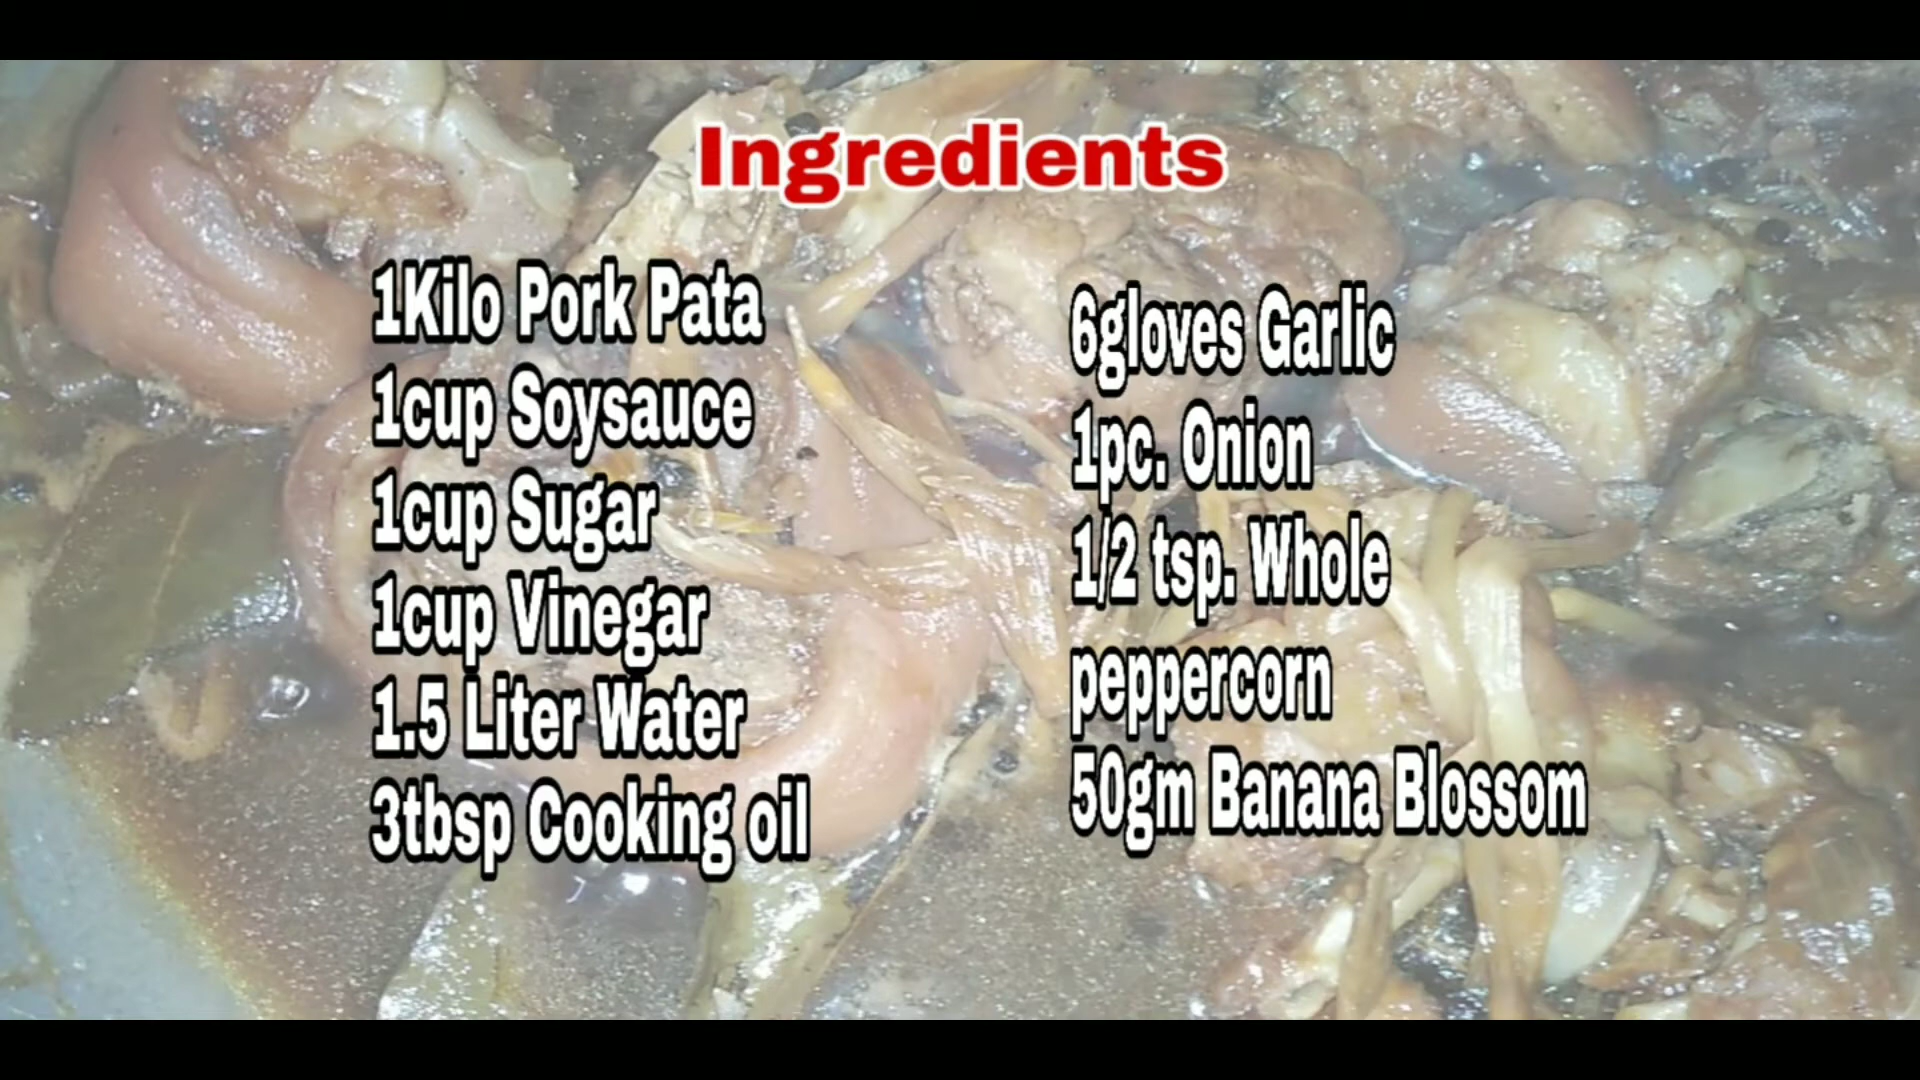 Ingredients
1Kilo Pork Pata
1cup Soysauce
1cup Sugar
1cup Vinegar
1.5 Liter Water
3tbsp Cooking oil
6gloves Garlic
1pc. Onion
1/2 tsp. Whole
peppercorn
50gm Banana Blossom